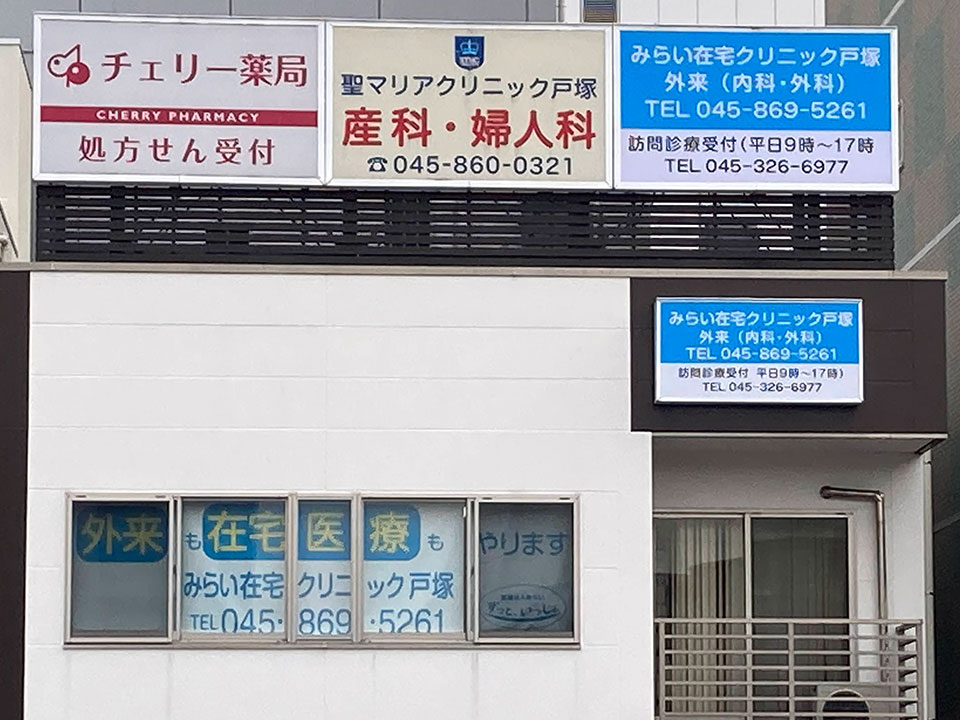 チェリー薬局
CHERRY PHARMACY
処方せん受付
聖マリアクリニック戸塚
産科・婦人科
☎045-860-0321
みらい在宅クリニック戸塚
外来（内科・外科）
TEL 045-869-5261
訪問診療受付(平日9時～17時
TEL 045-326-6977
みらい在宅クリニック戸塚
外来（内科・外科）
TEL 045-869-5261
訪問診療受付 平日9時～17時)
TEL 045-326-6977
外来も在宅医療もやります
みらい在宅クリニック戸塚
TEL 045-869-5261